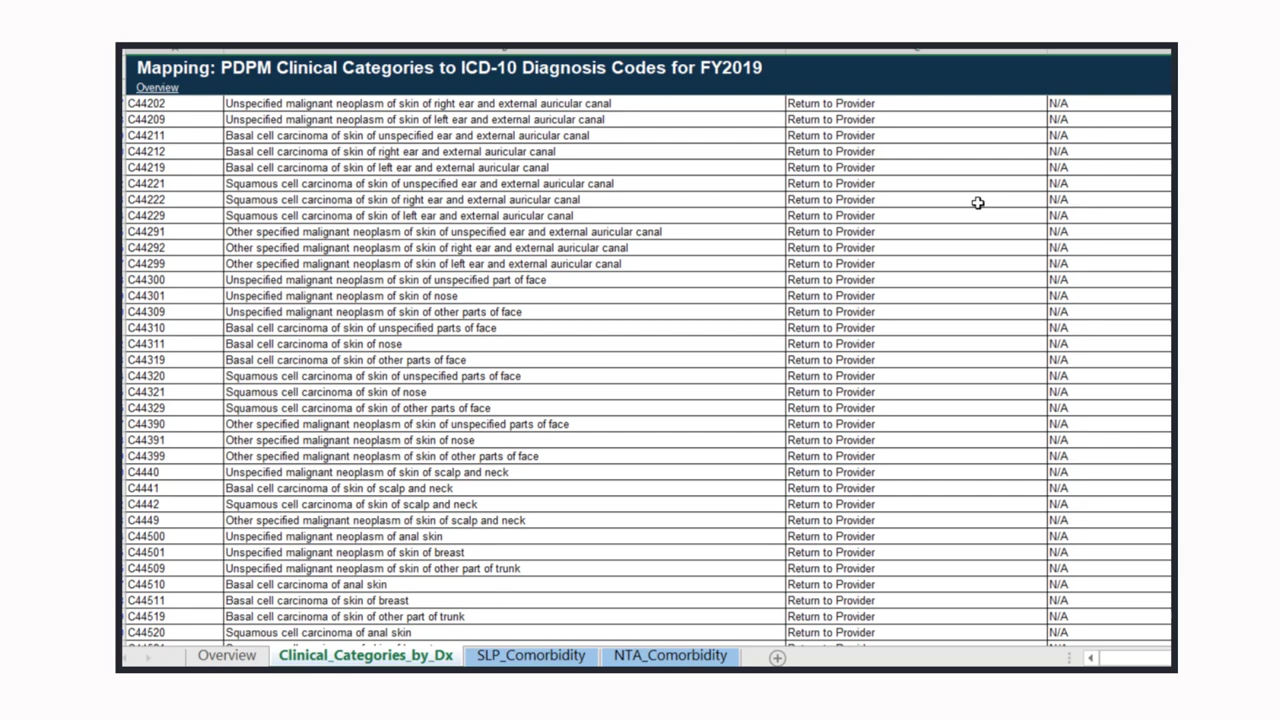 Mapping: PDPM Clinical Categories to ICD-10 Diagnosis Codes for FY2019
Overview
C44202 Unspecified malignant neoplasm of skin of right ear and external auricular canal Return to Provider N/A
C44209 Unspecified malignant neoplasm of skin of left ear and external auricular canal Return to Provider N/A
C44211 Basal cell carcinoma of skin of unspecified ear and external auricular canal Return to Provider N/A
C44212 Basal cell carcinoma of skin of right ear and external auricular canal Return to Provider N/A
C44219 Basal cell carcinoma of skin of left ear and external auricular canal Return to Provider N/A
C44221 Squamous cell carcinoma of skin of unspecified ear and external auricular canal Return to Provider N/A
C44222 Squamous cell carcinoma of skin of right ear and external auricular canal Return to Provider N/A
C44229 Squamous cell carcinoma of skin of left ear and external auricular canal Return to Provider N/A
C44291 Other specified malignant neoplasm of skin of unspecified ear and external auricular canal Return to Provider N/A
C44292 Other specified malignant neoplasm of skin of right ear and external auricular canal Return to Provider N/A
C44299 Other specified malignant neoplasm of skin of left ear and external auricular canal Return to Provider N/A
C44300 Unspecified malignant neoplasm of skin of unspecified part of face Return to Provider N/A
C44301 Unspecified malignant neoplasm of skin of nose Return to Provider N/A
C44309 Unspecified malignant neoplasm of skin of other parts of face Return to Provider N/A
C44310 Basal cell carcinoma of skin of unspecified parts of face Return to Provider N/A
C44311 Basal cell carcinoma of skin of nose Return to Provider N/A
C44319 Basal cell carcinoma of skin of other parts of face Return to Provider N/A
C44320 Squamous cell carcinoma of skin of unspecified parts of face Return to Provider N/A
C44321 Squamous cell carcinoma of skin of nose Return to Provider N/A
C44329 Squamous cell carcinoma of skin of other parts of face Return to Provider N/A
C44390 Other specified malignant neoplasm of skin of unspecified parts of face Return to Provider N/A
C44391 Other specified malignant neoplasm of skin of nose Return to Provider N/A
C44399 Other specified malignant neoplasm of skin of other parts of face Return to Provider N/A
C4440 Unspecified malignant neoplasm of skin of scalp and neck Return to Provider N/A
C4441 Basal cell carcinoma of skin of scalp and neck Return to Provider N/A
C4442 Squamous cell carcinoma of skin of scalp and neck Return to Provider N/A
C4449 Other specified malignant neoplasm of skin of scalp and neck Return to Provider N/A
C44500 Unspecified malignant neoplasm of anal skin Return to Provider N/A
C44501 Unspecified malignant neoplasm of skin of breast Return to Provider N/A
C44509 Unspecified malignant neoplasm of skin of other part of trunk Return to Provider N/A
C44510 Basal cell carcinoma of anal skin Return to Provider N/A
C44511 Basal cell carcinoma of skin of breast Return to Provider N/A
C44519 Basal cell carcinoma of skin of other part of trunk Return to Provider N/A
C44520 Squamous cell carcinoma of anal skin Return to Provider N/A
Overview Clinical_Categories_by_Dx SLP_Comorbidity NTA_Comorbidity